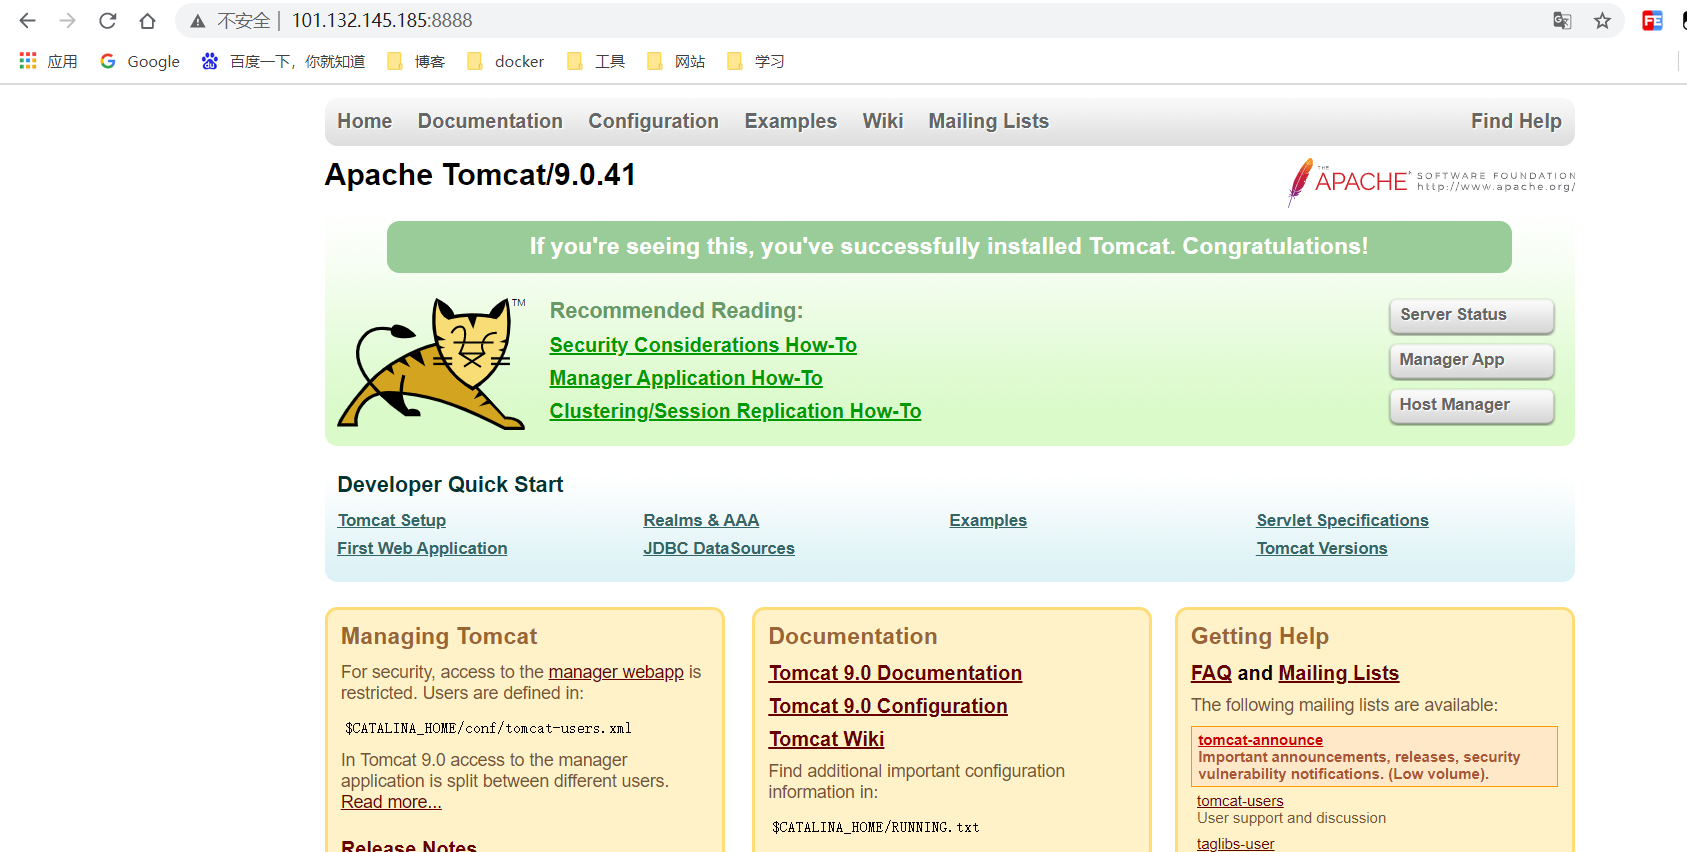 不安全 | 101.132.145.185:8888
应用 Google 百度一下，你就知道 博客 docker 工具 网站 学习
Home Documentation Configuration Examples Wiki Mailing Lists Find Help
Apache Tomcat/9.0.41
THE APACHE SOFTWARE FOUNDATION
http://www.apache.org/
If you're seeing this, you've successfully installed Tomcat. Congratulations!
TM
Recommended Reading:
Security Considerations How-To
Manager Application How-To
Clustering/Session Replication How-To
Server Status
Manager App
Host Manager
Developer Quick Start
Tomcat Setup Realms & AAA Examples Servlet Specifications
First Web Application JDBC DataSources Tomcat Versions
Managing Tomcat
For security, access to the manager webapp is
restricted. Users are defined in:
$CATALINA_HOME/conf/tomcat-users.xml
In Tomcat 9.0 access to the manager
application is split between different users.
Read more...
Release Notes
Documentation
Tomcat 9.0 Documentation
Tomcat 9.0 Configuration
Tomcat Wiki
Find additional important configuration
information in:
$CATALINA_HOME/RUNNING.txt
Getting Help
FAQ and Mailing Lists
The following mailing lists are available:
tomcat-announce
Important announcements, releases, security
vulnerability notifications. (Low volume).
tomcat-users
User support and discussion
taglibs-user